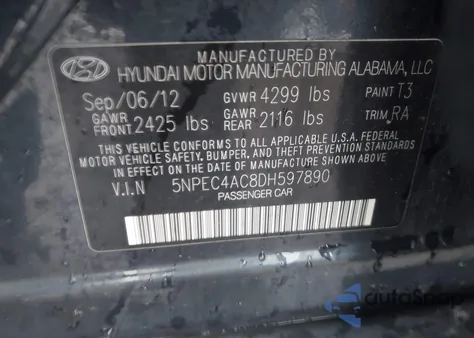 MANUFACTURED BY
HYUNDAI MOTOR MANUFACTURING ALABAMA, LLC
Sep/06/12 GVWR 4299 lbs PAINT T3
GAWR FRONT 2425 lbs GAWR REAR 2116 lbs TRIM RA
THIS VEHICLE CONFORMS TO ALL APPLICABLE U.S.A. FEDERAL
MOTOR VEHICLE SAFETY, BUMPER, AND THEFT PREVENTION STANDARDS
IN EFFECT ON THE DATE OF MANUFACTURE SHOWN ABOVE.
V.I.N 5NPEC4AC8DH597890
PASSENGER CAR
autoSnap